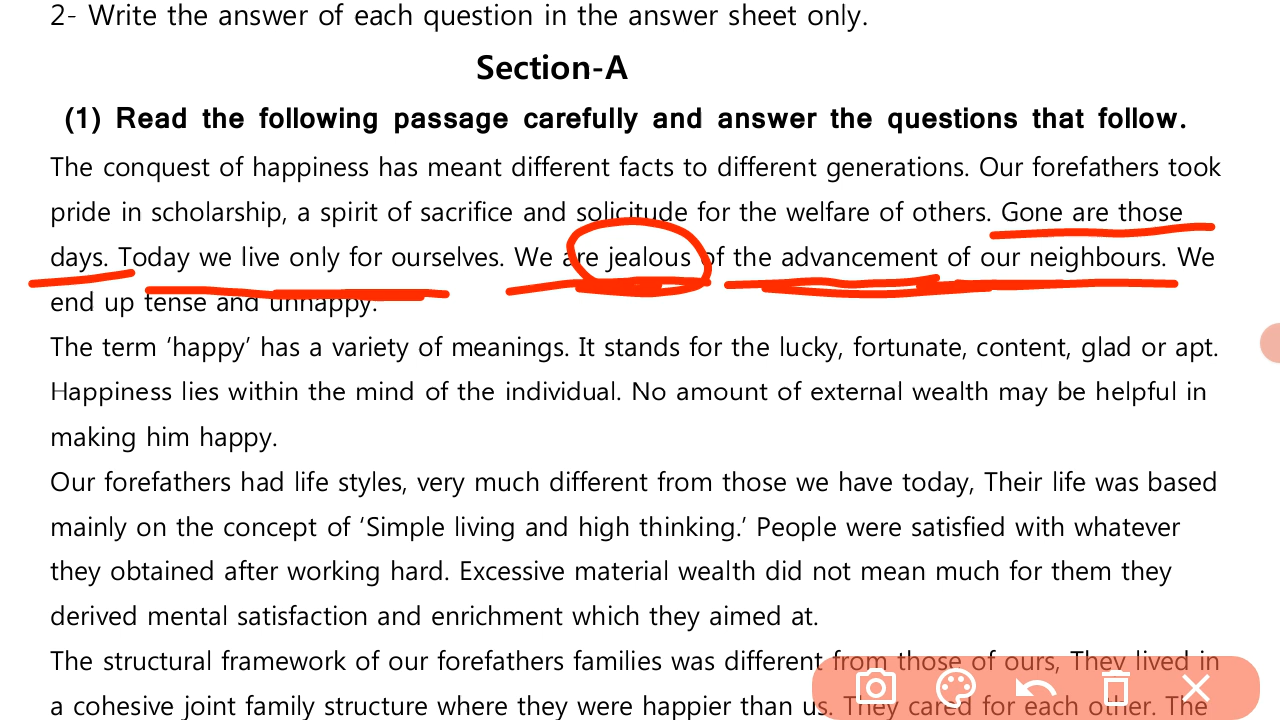 2- Write the answer of each question in the answer sheet only.
Section-A
(1) Read the following passage carefully and answer the questions that follow.
The conquest of happiness has meant different facts to different generations. Our forefathers took
pride in scholarship, a spirit of sacrifice and solicitude for the welfare of others. Gone are those
days. Today we live only for ourselves. We are jealous of the advancement of our neighbours. We
end up tense and unhappy.
The term ‘happy’ has a variety of meanings. It stands for the lucky, fortunate, content, glad or apt.
Happiness lies within the mind of the individual. No amount of external wealth may be helpful in
making him happy.
Our forefathers had life styles, very much different from those we have today, Their life was based
mainly on the concept of ‘Simple living and high thinking.’ People were satisfied with whatever
they obtained after working hard. Excessive material wealth did not mean much for them they
derived mental satisfaction and enrichment which they aimed at.
The structural framework of our forefathers families was different from those of ours, They lived in
a cohesive joint family structure where they were happier than us. They cared for each other. The